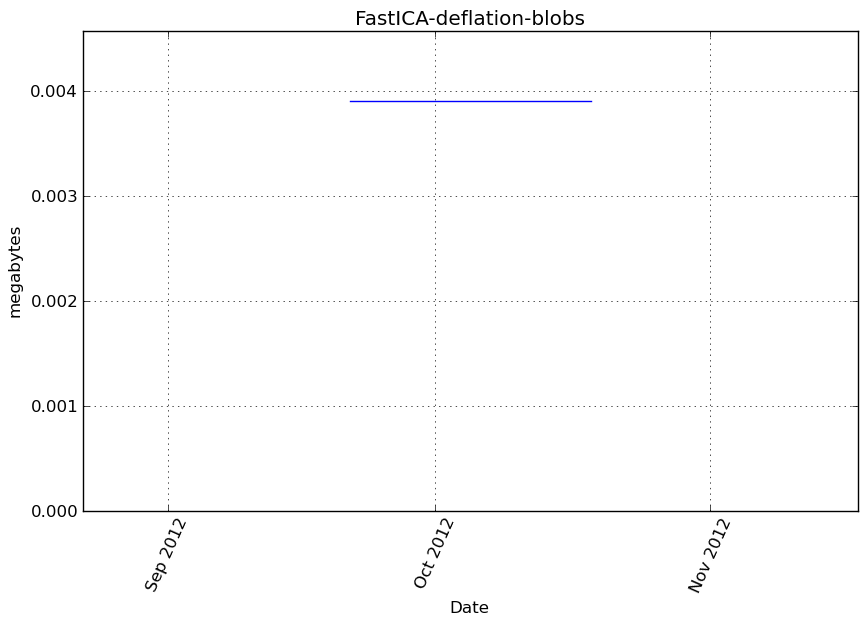 FastICA-deflation-blobs
0.004
0.003
0.002
0.001
0.000
megabytes
Sep 2012
Oct 2012
Nov 2012
Date